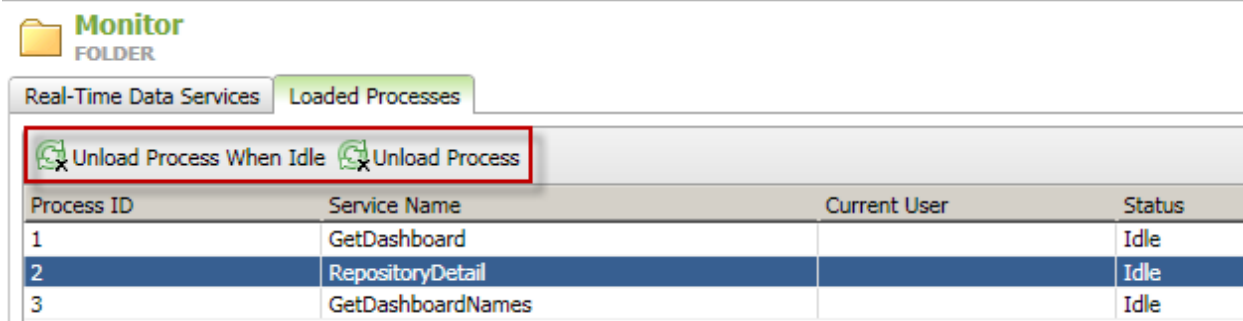 Monitor
FOLDER
Real-Time Data Services Loaded Processes
Unload Process When Idle Unload Process
Process ID Service Name Current User Status
1 GetDashboard Idle
2 RepositoryDetail Idle
3 GetDashboardNames Idle